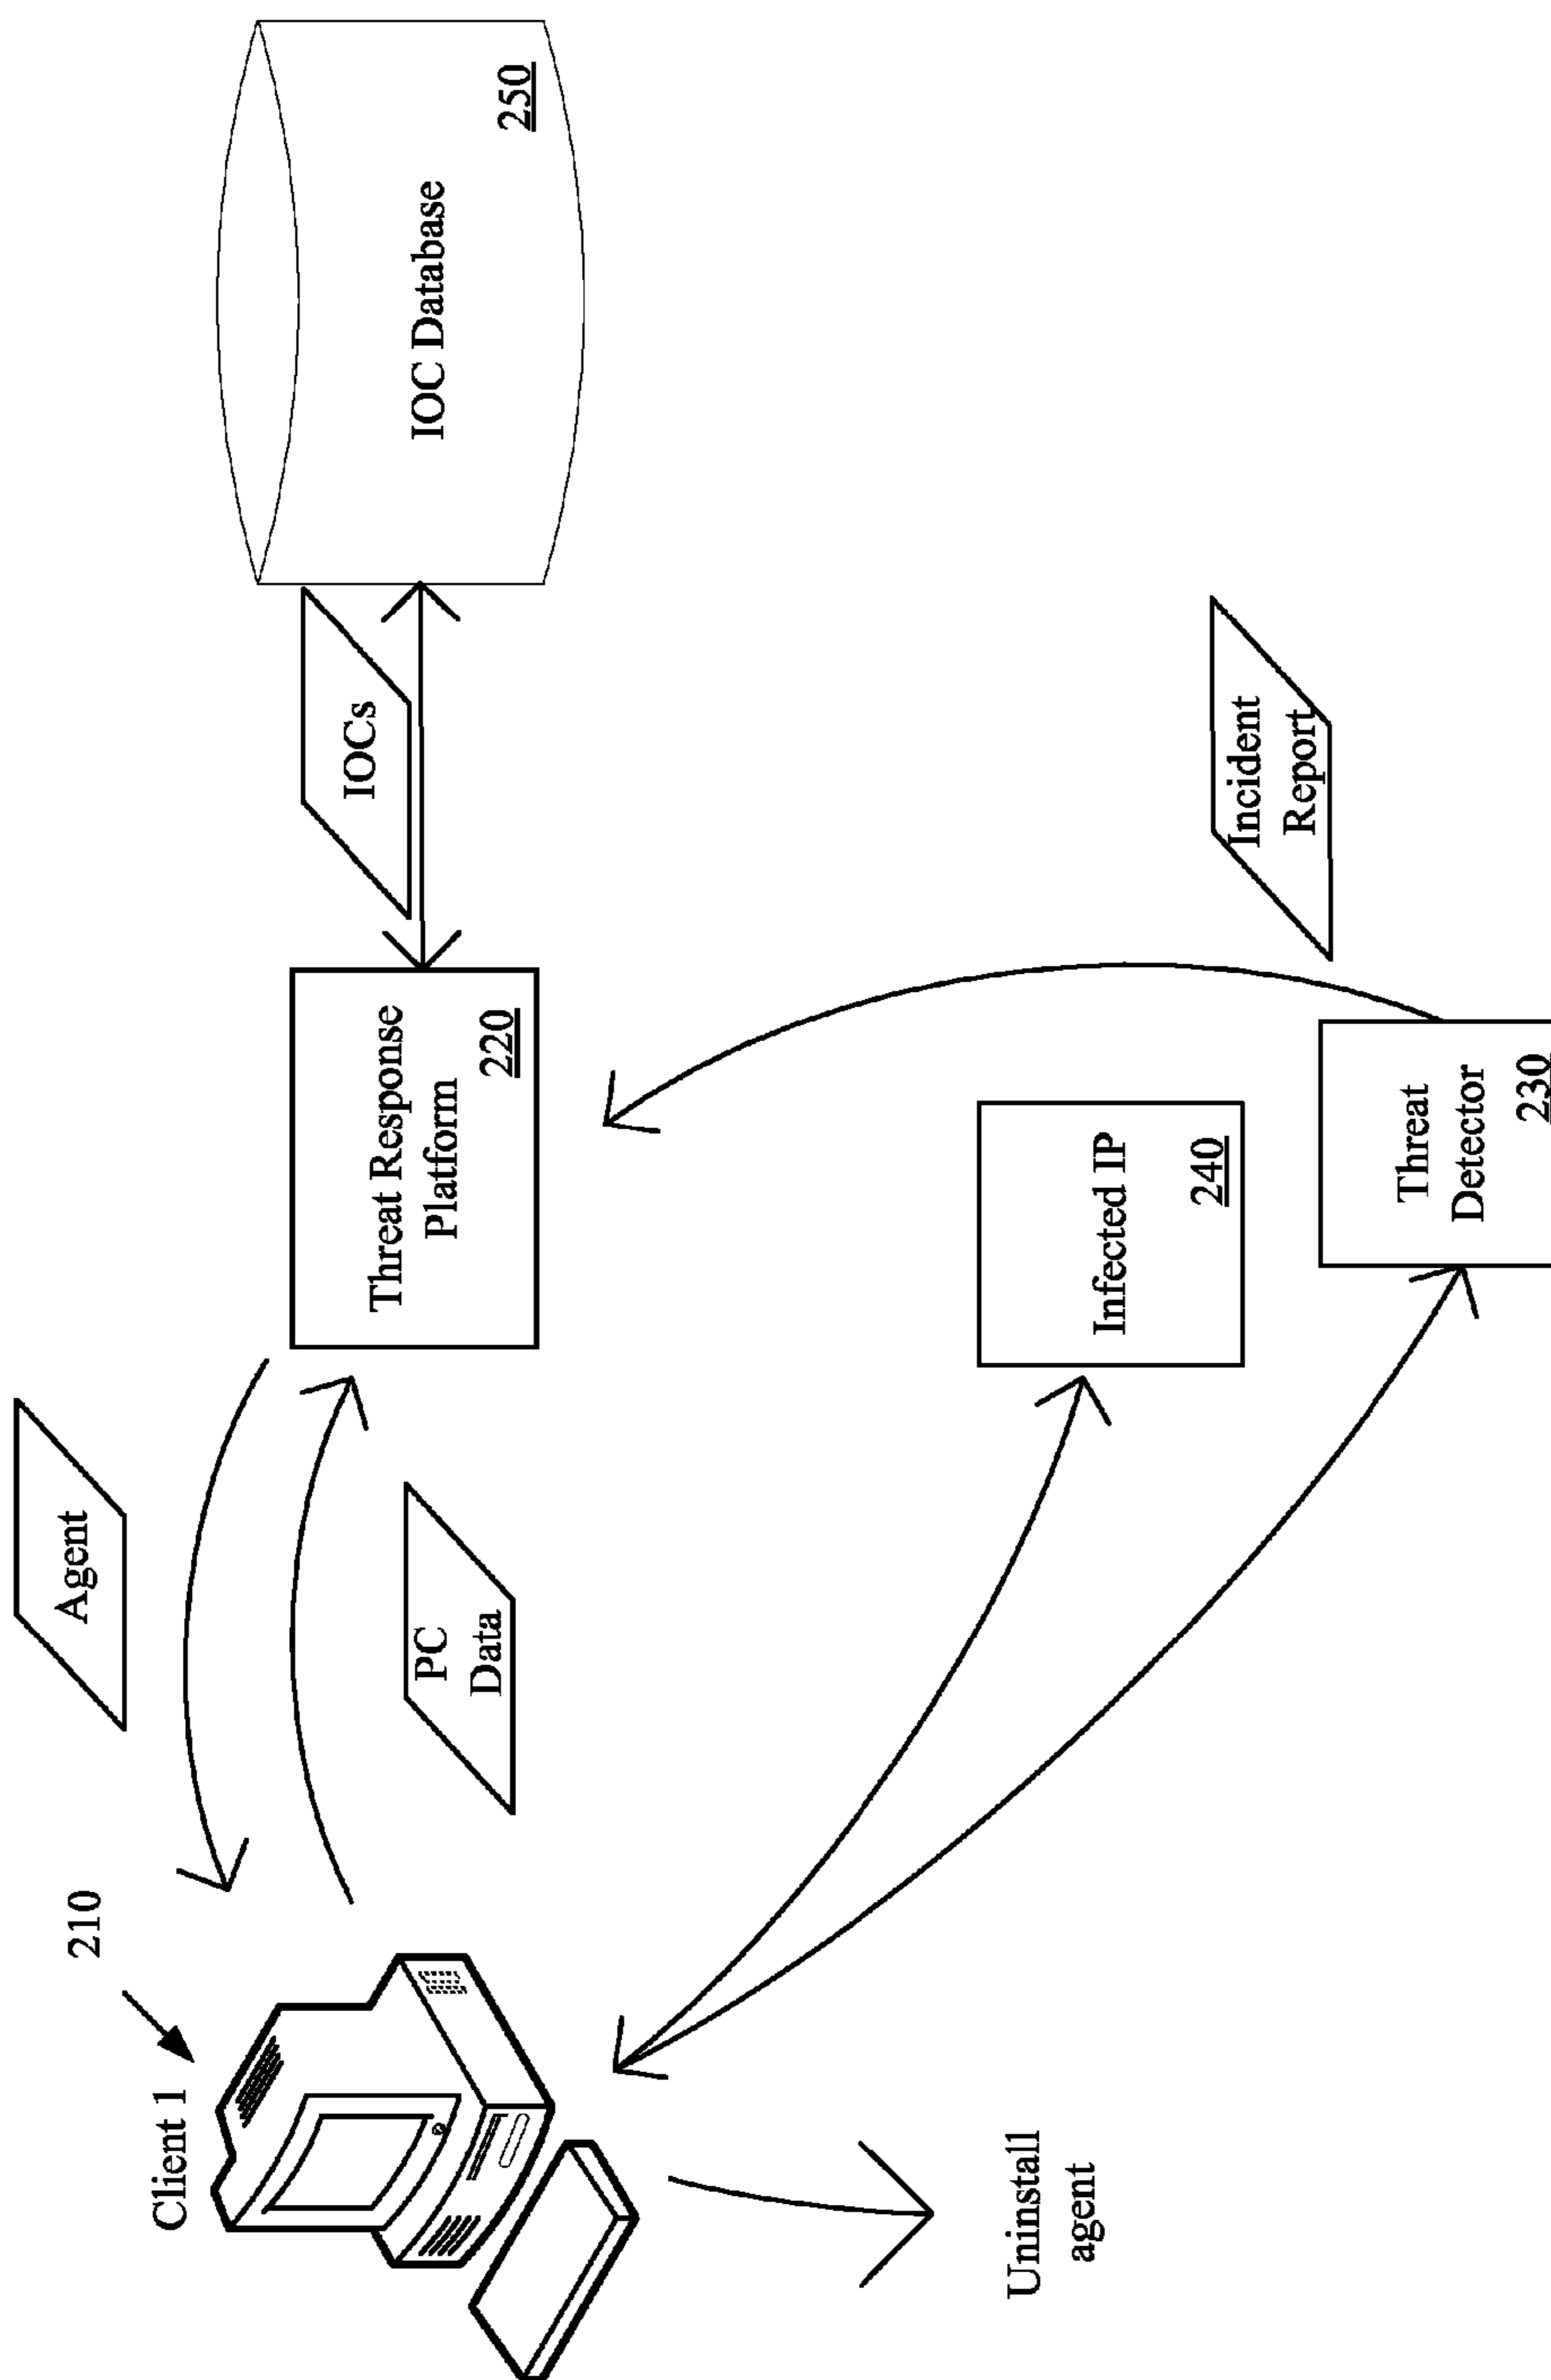 Agent
210
Client 1
PC
Data
Threat Response
Platform
220
IOCs
IOC Database
250
Infected IP
240
Threat
Detector
230
Incident
Report
Uninstall
agent